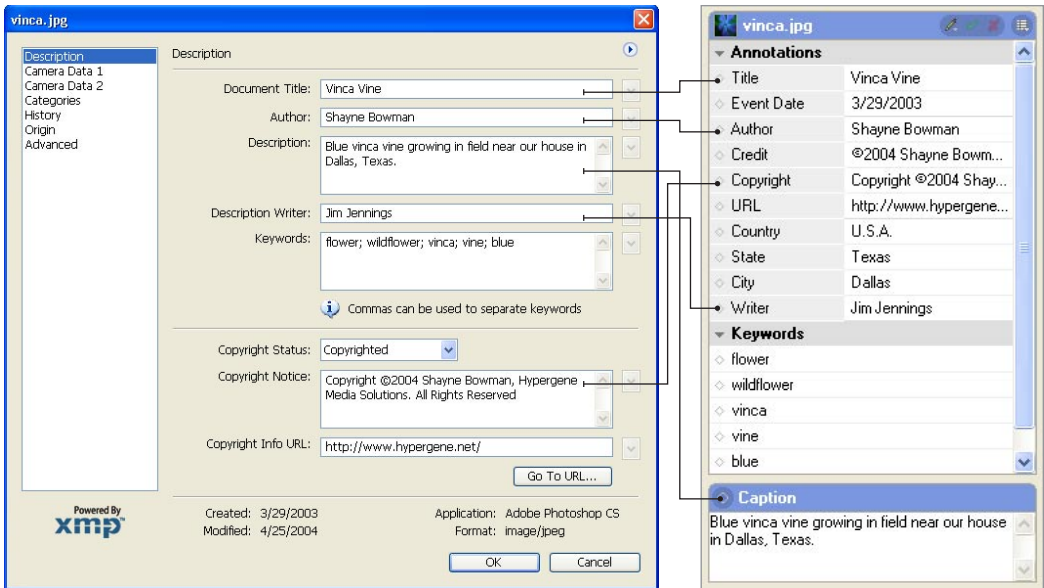 vinca.jpg
Description
Camera Data 1
Camera Data 2
Categories
History
Origin
Advanced
Description
Document Title: Vinca Vine
Author: Shayne Bowman
Description: Blue vinca vine growing in field near our house in
Dallas, Texas.
Description Writer: Jim Jennings
Keywords: flower; wildflower; vinca; vine; blue
Commas can be used to separate keywords
Copyright Status: Copyrighted
Copyright Notice: Copyright ©2004 Shayne Bowman, Hypergene
Media Solutions. All Rights Reserved
Copyright Info URL: http://www.hypergene.net/
Go To URL...
Powered By
xmp™
Created: 3/29/2003
Modified: 4/25/2004
Application: Adobe Photoshop CS
Format: image/jpeg
OK
Cancel
vinca.jpg
Annotations
Title Vinca Vine
Event Date 3/29/2003
Author Shayne Bowman
Credit ©2004 Shayne Bowm...
Copyright Copyright ©2004 Shay...
URL http://www.hypergene...
Country U.S.A.
State Texas
City Dallas
Writer Jim Jennings
Keywords
flower
wildflower
vinca
vine
blue
Caption
Blue vinca vine growing in field near our house
in Dallas, Texas.